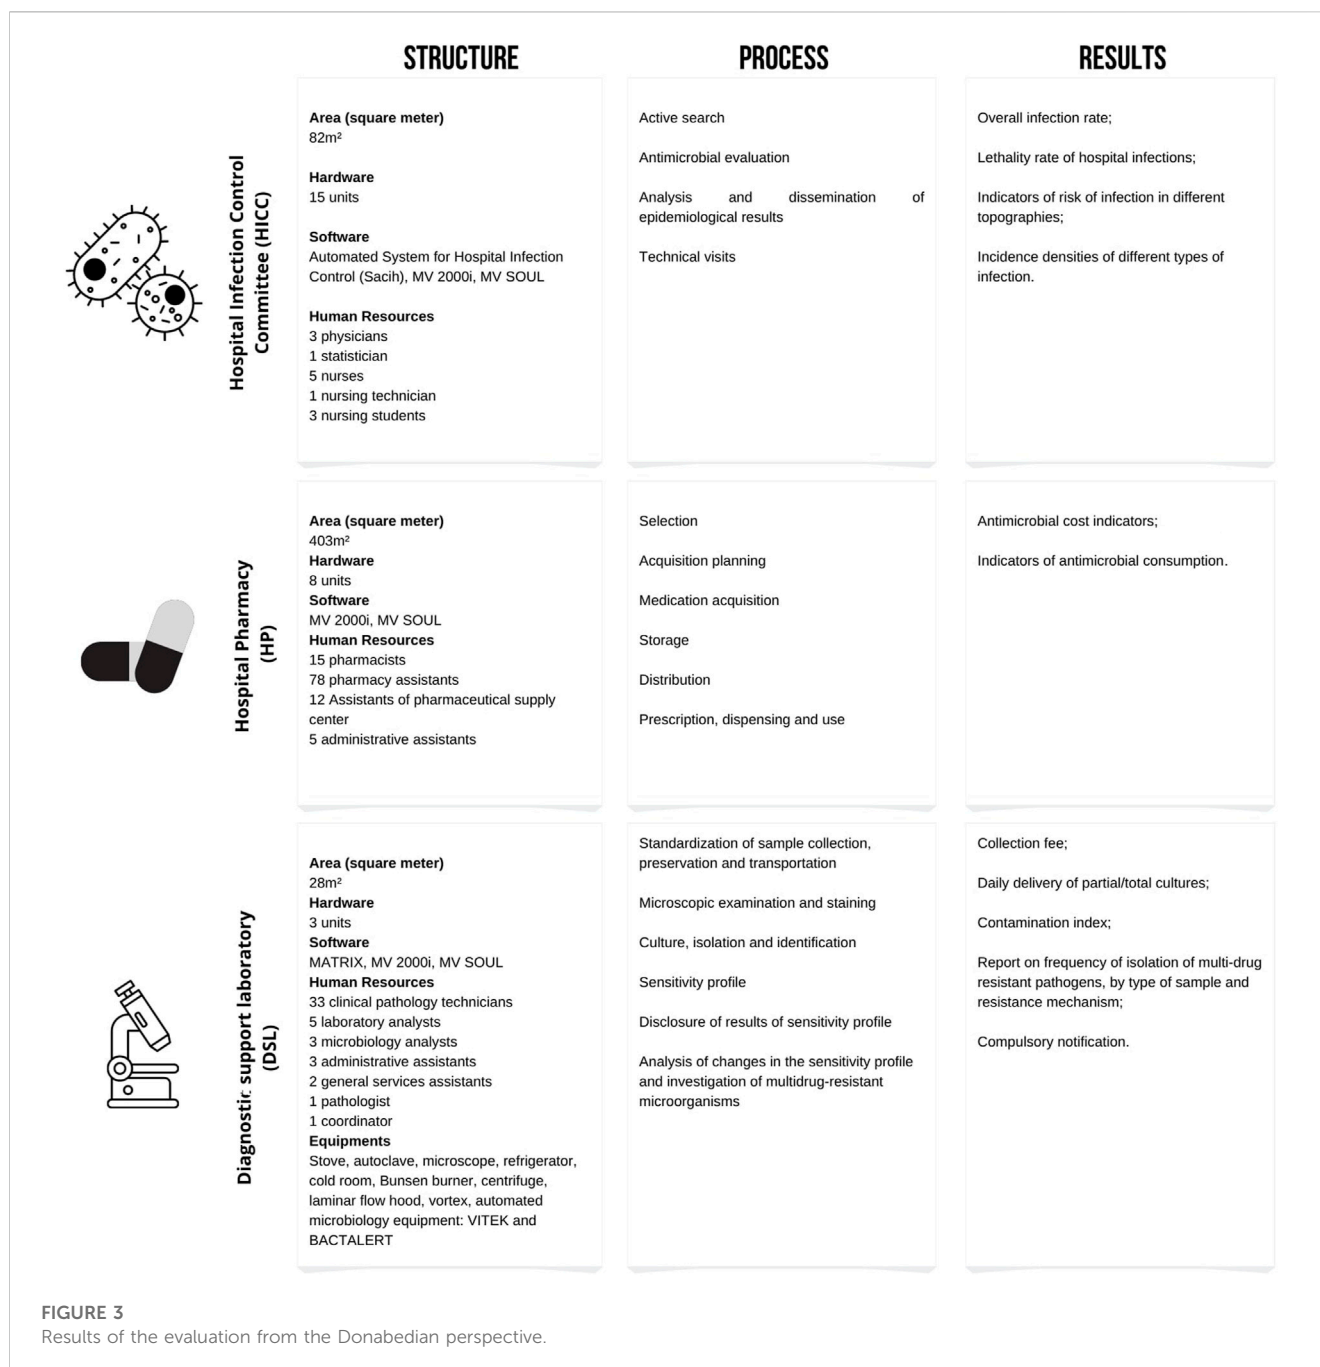 STRUCTURE
PROCESS
RESULTS
Hospital Infection Control
Committee (HICC)
Area (square meter)
82m²
Hardware
15 units
Software
Automated System for Hospital Infection
Control (Sacih), MV 2000i, MV SOUL
Human Resources
3 physicians
1 statistician
5 nurses
1 nursing technician
3 nursing students
Active search
Antimicrobial evaluation
Analysis and dissemination of
epidemiological results
Technical visits
Overall infection rate;
Lethality rate of hospital infections;
Indicators of risk of infection in different
topographies;
Incidence densities of different types of
infection.
Hospital Pharmacy
(HP)
Area (square meter)
403m²
Hardware
8 units
Software
MV 2000i, MV SOUL
Human Resources
15 pharmacists
78 pharmacy assistants
12 Assistants of pharmaceutical supply
center
5 administrative assistants
Selection
Acquisition planning
Medication acquisition
Storage
Distribution
Prescription, dispensing and use
Antimicrobial cost indicators;
Indicators of antimicrobial consumption.
Diagnostic support laboratory
(DSL)
Area (square meter)
28m²
Hardware
3 units
Software
MATRIX, MV 2000i, MV SOUL
Human Resources
33 clinical pathology technicians
5 laboratory analysts
3 microbiology analysts
3 administrative assistants
2 general services assistants
1 pathologist
1 coordinator
Equipments
Stove, autoclave, microscope, refrigerator,
cold room, Bunsen burner, centrifuge,
laminar flow hood, vortex, automated
microbiology equipment: VITEK and
BACTALERT
Standardization of sample collection,
preservation and transportation
Microscopic examination and staining
Culture, isolation and identification
Sensitivity profile
Disclosure of results of sensitivity profile
Analysis of changes in the sensitivity profile
and investigation of multidrug-resistant
microorganisms
Collection fee;
Daily delivery of partial/total cultures;
Contamination index;
Report on frequency of isolation of multi-drug
resistant pathogens, by type of sample and
resistance mechanism;
Compulsory notification.
FIGURE 3
Results of the evaluation from the Donabedian perspective.